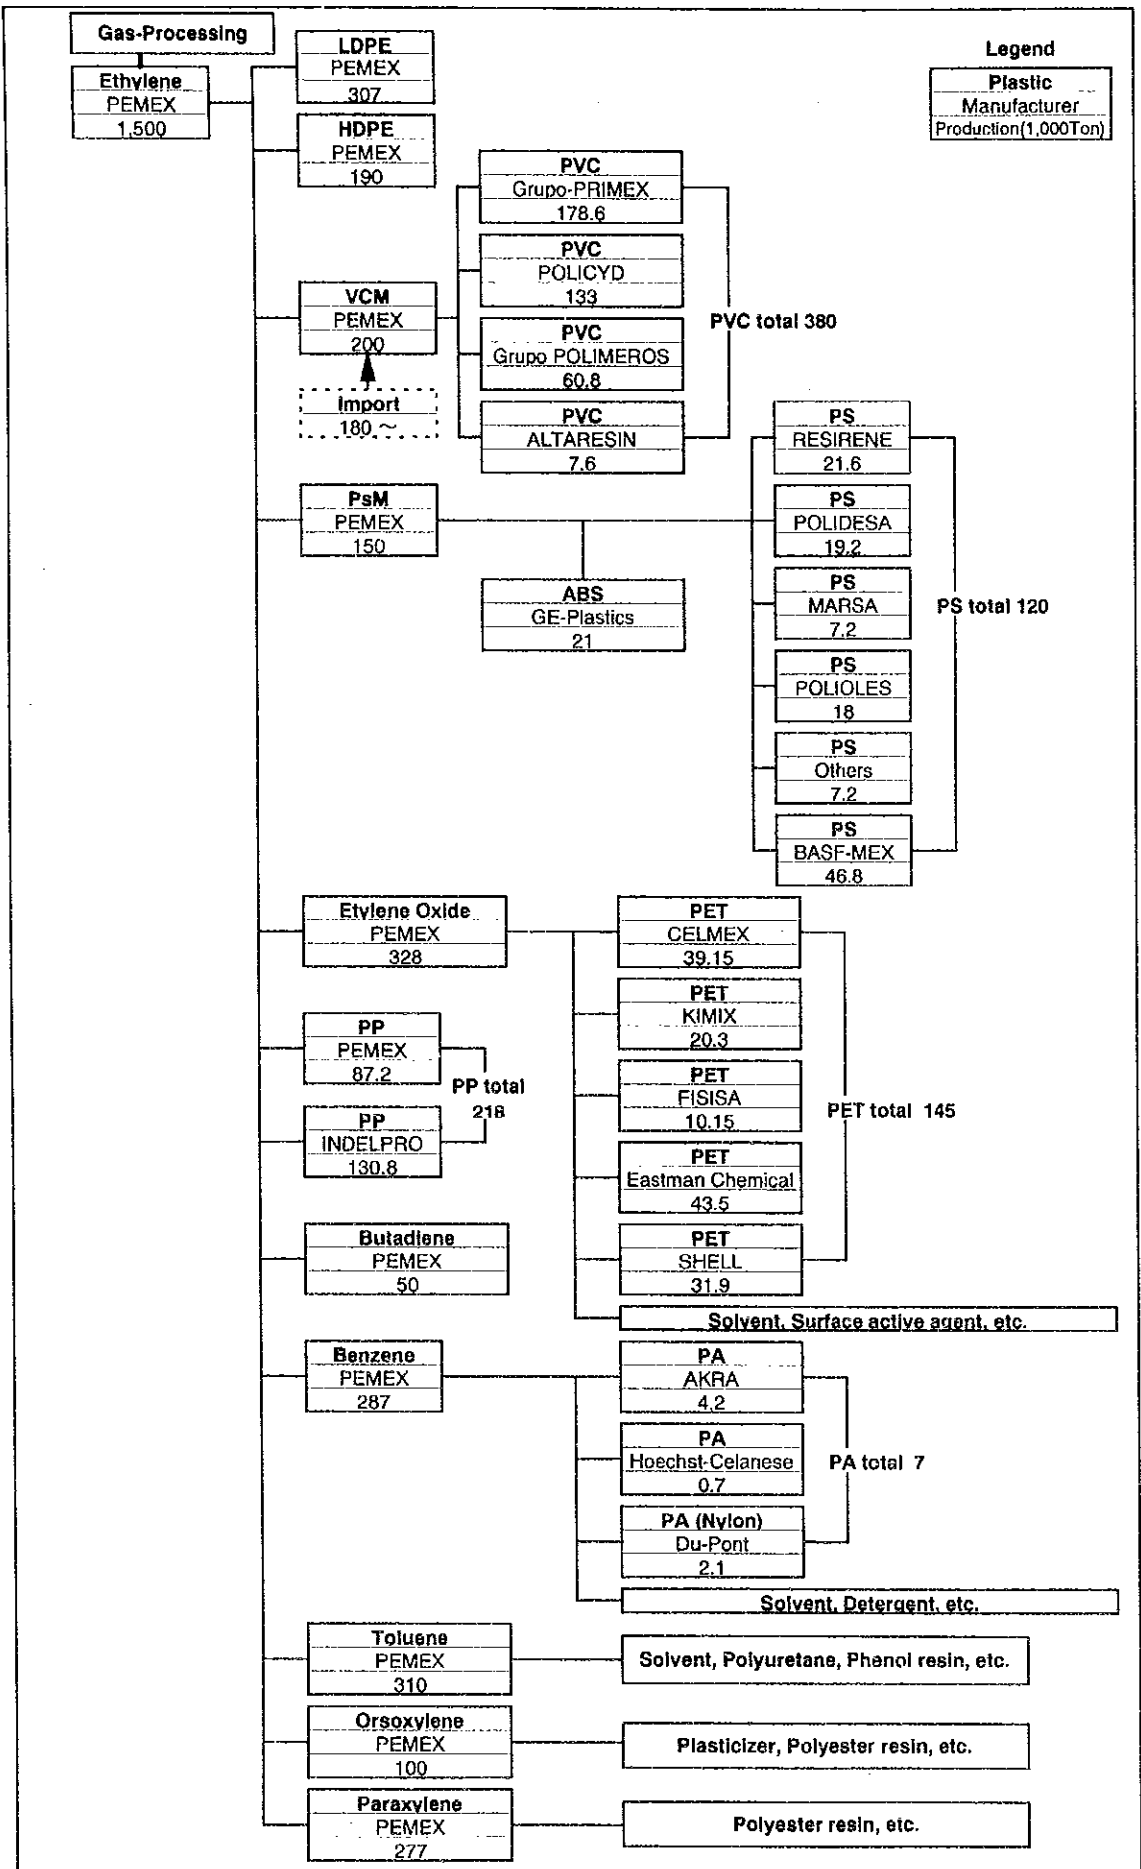 Gas-Processing
Ethylene
PEMEX
1,500
LDPE
PEMEX
307
HDPE
PEMEX
190
Legend
Plastic
Manufacturer
Production(1,000Ton)
VCM
PEMEX
200
Import
180 ~
PVC
Grupo-PRIMEX
178.6
PVC
POLICYD
133
PVC
Grupo POLIMEROS
60.8
PVC
ALTARESIN
7.6
PVC total 380
PsM
PEMEX
150
ABS
GE-Plastics
21
PS
RESIRENE
21.6
PS
POLIDESA
19.2
PS
MARSA
7.2
PS
POLIOLES
18
PS
Others
7.2
PS
BASF-MEX
46.8
PS total 120
Etylene Oxide
PEMEX
328
PET
CELMEX
39.15
PET
KIMIX
20.3
PET
FISISA
10.15
PET
Eastman Chemical
43.5
PET
SHELL
31.9
PET total 145
Solvent, Surface active agent, etc.
PP
PEMEX
87.2
PP
INDELPRO
130.8
PP total
218
Butadiene
PEMEX
50
Benzene
PEMEX
287
PA
AKRA
4.2
PA
Hoechst-Celanese
0.7
PA (Nylon)
Du-Pont
2.1
PA total 7
Solvent, Detergent, etc.
Toluene
PEMEX
310
Solvent, Polyuretane, Phenol resin, etc.
Orsoxylene
PEMEX
100
Plasticizer, Polyester resin, etc.
Paraxylene
PEMEX
277
Polyester resin, etc.